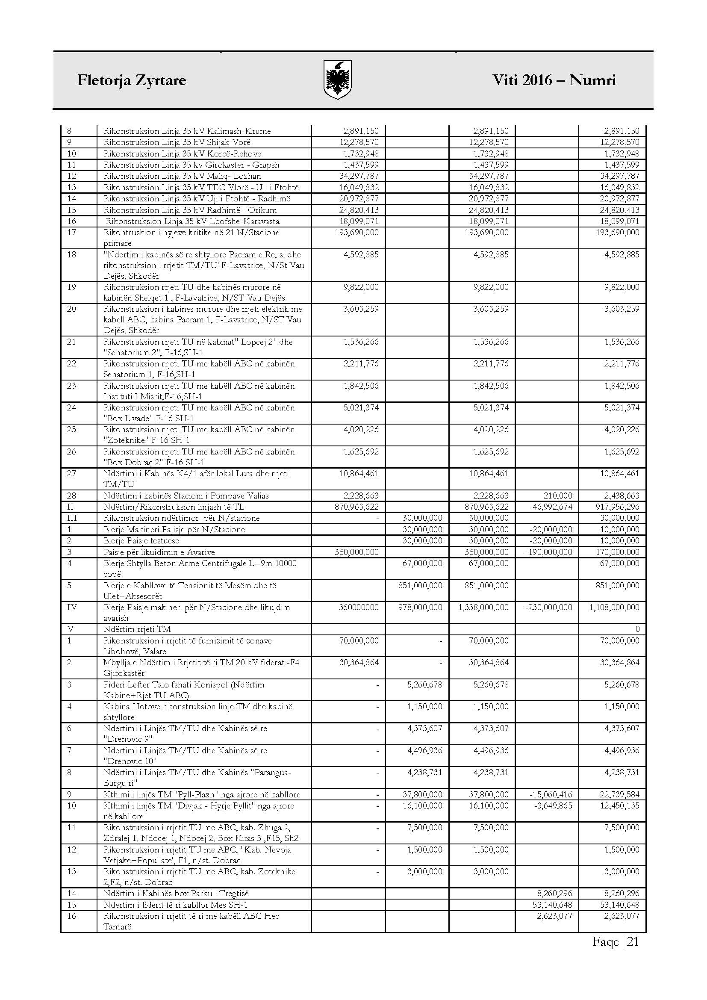 Fletorja Zyrtare Viti 2016 – Numri
8 Rikonstruksion Linja 35 kV Kalimash-Krume 2,891,150 2,891,150 2,891,150
9 Rikonstruksion Linja 35 kV Shijak-Vorë 12,278,570 12,278,570 12,278,570
10 Rikonstruksion Linja 35 kV Korcë-Rehove 1,732,948 1,732,948 1,732,948
11 Rikonstruksion Linja 35 kv Girokaster - Grapsh 1,437,599 1,437,599 1,437,599
12 Rikonstruksion Linja 35 kV Maliq- Lozhan 34,297,787 34,297,787 34,297,787
13 Rikonstruksion Linja 35 kV TEC Vlorë - Uji i Ftohtë 16,049,832 16,049,832 16,049,832
14 Rikonstruksion Linja 35 kV Uji i Ftohtë - Radhimë 20,972,877 20,972,877 20,972,877
15 Rikonstruksion Linja 35 kV Radhimë - Orikum 24,820,413 24,820,413 24,820,413
16 Rikonstruksion Linja 35 kV Lbofshe-Karavasta 18,099,071 18,099,071 18,099,071
17 Rikontruskion i nyjeve kritike në 21 N/Stacione 193,690,000 193,690,000 193,690,000
primare
18 "Ndertim i kabinës së re shtyllore Pacram e Re, si dhe 4,592,885 4,592,885 4,592,885
rikonstruksion i rrjetit TM/TU"F-Lavatrice, N/St Vau
Dejës, Shkodër
19 Rikonstruksion rrjeti TU dhe kabinës murore në 9,822,000 9,822,000 9,822,000
kabinën Shelqet 1 , F-Lavatrice, N/ST Vau Dejës
20 Rikonstruksion i kabines murore dhe rrjeti elektrik me 3,603,259 3,603,259 3,603,259
kabell ABC, kabina Pacram 1, F-Lavatrice, N/ST Vau
Dejës, Shkodër
21 Rikonstruksion rrjeti TU në kabinat" Lopcej 2" dhe 1,536,266 1,536,266 1,536,266
"Senatorium 2", F-16,SH-1
22 Rikonstruksion rrjeti TU me kabëll ABC në kabinën 2,211,776 2,211,776 2,211,776
Senatorium 1, F-16,SH-1
23 Rikonstruksion rrjeti TU me kabëll ABC në kabinën 1,842,506 1,842,506 1,842,506
Instituti I Misrit,F-16,SH-1
24 Rikonstruksion rrjeti TU me kabëll ABC në kabinën 5,021,374 5,021,374 5,021,374
"Box Livade" F-16 SH-1
25 Rikonstruksion rrjeti TU me kabëll ABC në kabinën 4,020,226 4,020,226 4,020,226
"Zoteknike" F-16 SH-1
26 Rikonstruksion rrjeti TU me kabëll ABC në kabinën 1,625,692 1,625,692 1,625,692
"Box Dobraç 2" F-16 SH-1
27 Ndërtimi i Kabinës K4/1 afër lokal Lura dhe rrjeti 10,864,461 10,864,461 10,864,461
TM/TU
28 Ndërtimi i kabinës Stacioni i Pompave Valias 2,228,663 2,228,663 210,000 2,438,663
II Ndërtim/Rikonstruksion linjash të TL 870,963,622 870,963,622 46,992,674 917,956,296
III Rikonstruksion ndërtimor për N/stacione - 30,000,000 30,000,000 30,000,000
1 Blerje Makineri Pajisje për N/Stacione 30,000,000 30,000,000 -20,000,000 10,000,000
2 Blerje Paisje testuese 30,000,000 30,000,000 -20,000,000 10,000,000
3 Paisje për likuidimin e Avarive 360,000,000 360,000,000 -190,000,000 170,000,000
4 Blerje Shtylla Beton Arme Centrifugale L=9m 10000 67,000,000 67,000,000 67,000,000
copë
5 Blerje e Kabllove të Tensionit të Mesëm dhe të 851,000,000 851,000,000 851,000,000
Ulet+Aksesorët
IV Blerje Paisje makineri për N/Stacione dhe likujdim 360000000 978,000,000 1,338,000,000 -230,000,000 1,108,000,000
avarish
V Ndërtim rrjeti TM 0
1 Rikonstruksion i rrjetit të furnizimit të zonave 70,000,000 - 70,000,000 70,000,000
Libohovë, Valare
2 Mbyllja e Ndërtim i Rrjetit të ri TM 20 kV fiderat -F4 30,364,864 - 30,364,864 30,364,864
Gjirokastër
3 Fideri Lefter Talo fshati Konispol (Ndërtim - 5,260,678 5,260,678 5,260,678
Kabine+Rjet TU ABC)
4 Kabina Hotove rikonstruksion linje TM dhe kabinë - 1,150,000 1,150,000 1,150,000
shtyllore
6 Ndertimi i Linjës TM/TU dhe Kabinës së re - 4,373,607 4,373,607 4,373,607
"Drenovic 9"
7 Ndertimi i Linjës TM/TU dhe Kabinës së re - 4,496,936 4,496,936 4,496,936
"Drenovic 10"
8 Ndërtimi i Linjes TM/TU dhe Kabinës "Parangua- - 4,238,731 4,238,731 4,238,731
Burgu ri"
9 Kthimi i linjës TM "Pyll-Plazh" nga ajrore në kabllore - 37,800,000 37,800,000 -15,060,416 22,739,584
10 Kthimi i linjës TM "Divjak - Hyrje Pyllit" nga ajrore - 16,100,000 16,100,000 -3,649,865 12,450,135
në kabllore
11 Rikonstruksion i rrjetit TU me ABC, kab. Zhuga 2, - 7,500,000 7,500,000 7,500,000
Zdralej 1, Ndocej 1, Ndocej 2, Box Kiras 3 ,F15, Sh2
12 Rikonstruksion i rrjetit TU me ABC, "Kab. Nevoja - 1,500,000 1,500,000 1,500,000
Vetjake+Popullate', F1, n/st. Dobrac
13 Rikonstruksion i rrjetit TU me ABC, kab. Zoteknike - 3,000,000 3,000,000 3,000,000
2,F2, n/st. Dobrac
14 Ndërtim i Kabinës box Parku i Tregtisë 8,260,296 8,260,296
15 Ndertim i fiderit të ri kabllor Mes SH-1 53,140,648 53,140,648
16 Rikonstruksion i rrjetit të ri me kabëll ABC Hec 2,623,077 2,623,077
Tamarë
Faqe|21